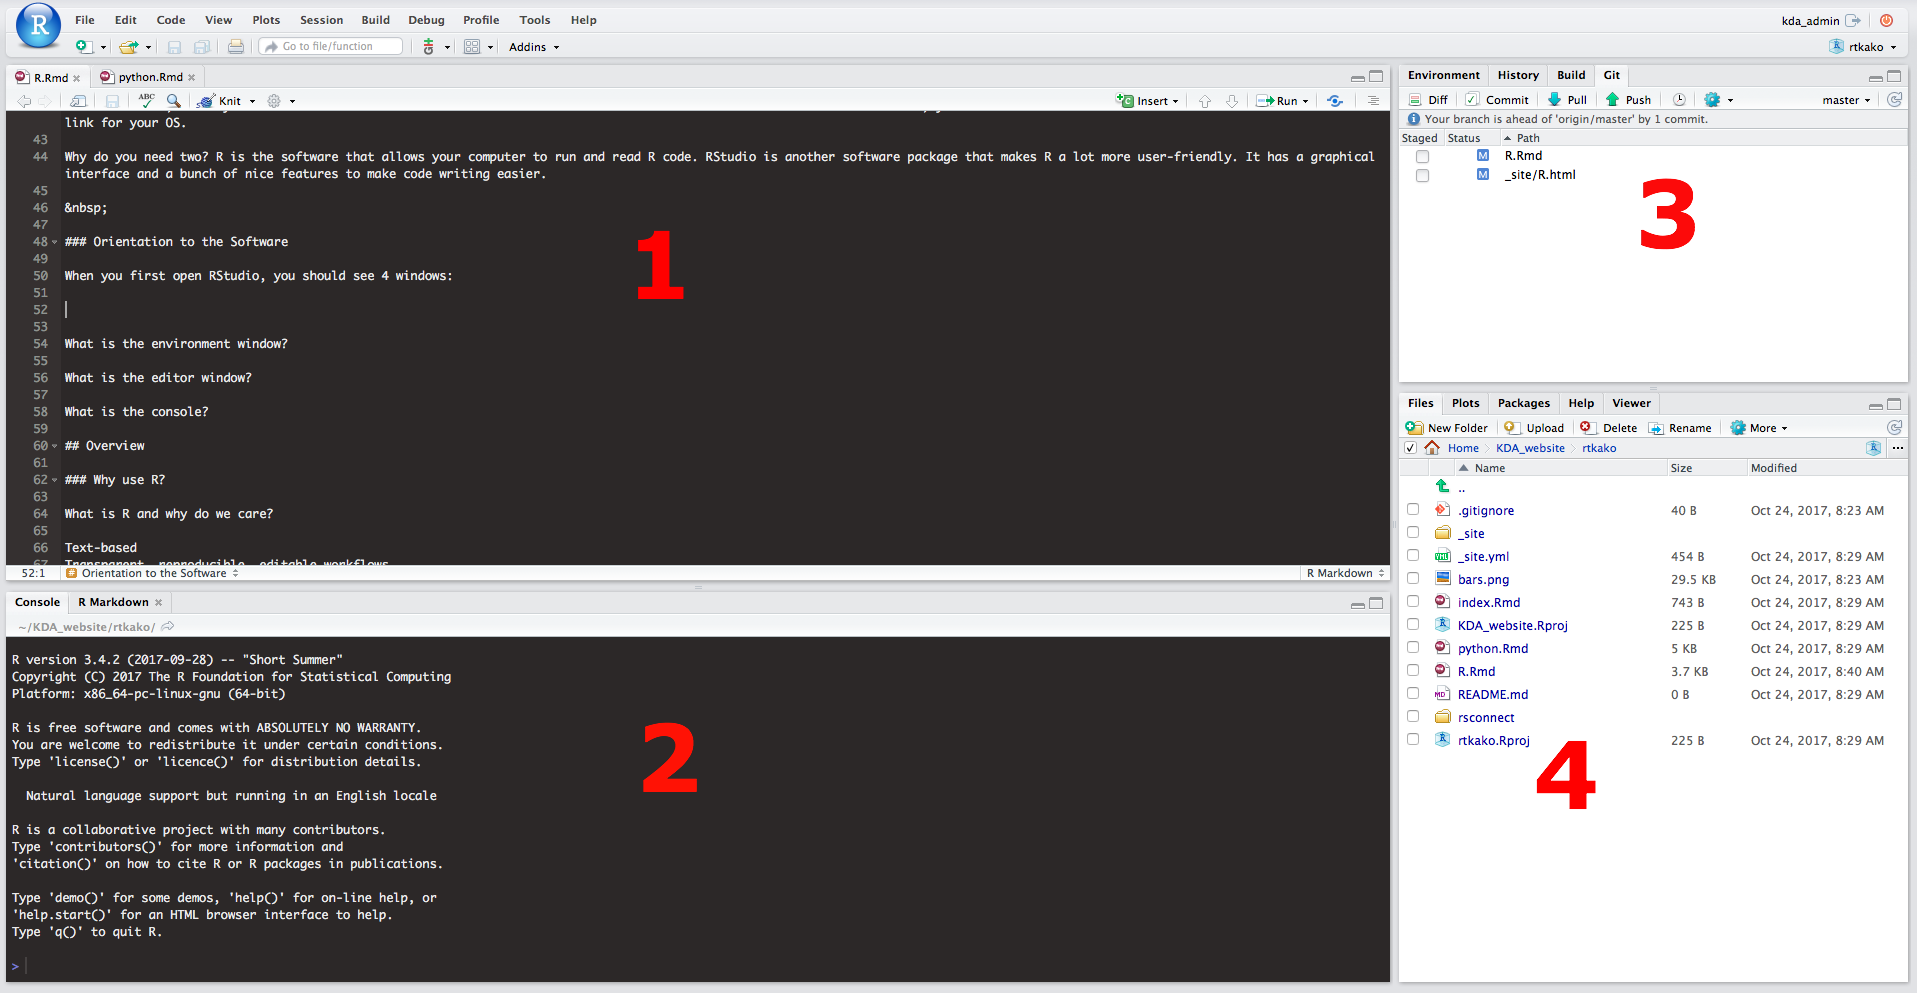 R
File Edit Code View Plots Session Build Debug Profile Tools Help
kda_admin
Go to file/function
Addins
rtkako
R.Rmd
python.Rmd
ABC
Knit
Insert
Run
link for your OS.
43
44 Why do you need two? R is the software that allows your computer to run and read R code. RStudio is another software package that makes R a lot more user-friendly. It has a graphical
interface and a bunch of nice features to make code writing easier.
45
46 &nbsp;
47
48 ### Orientation to the Software
49
50 When you first open RStudio, you should see 4 windows:
51
52
53
54 What is the environment window?
55
56 What is the editor window?
57
58 What is the console?
59
60 ## Overview
61
62 ### Why use R?
63
64 What is R and why do we care?
65
66 Text-based
67 Transparent, reproducible, editable workflows
52:1 Orientation to the Software
R Markdown
1
Console
R Markdown
~/KDA_website/rtkako/
R version 3.4.2 (2017-09-28) -- "Short Summer"
Copyright (C) 2017 The R Foundation for Statistical Computing
Platform: x86_64-pc-linux-gnu (64-bit)
R is free software and comes with ABSOLUTELY NO WARRANTY.
You are welcome to redistribute it under certain conditions.
Type 'license()' or 'licence()' for distribution details.
Natural language support but running in an English locale
R is a collaborative project with many contributors.
Type 'contributors()' for more information and
'citation()' on how to cite R or R packages in publications.
Type 'demo()' for some demos, 'help()' for on-line help, or
'help.start()' for an HTML browser interface to help.
Type 'q()' to quit R.
>
2
Environment History Build Git
Diff Commit Pull Push master
Your branch is ahead of 'origin/master' by 1 commit.
Staged Status Path
M R.Rmd
M _site/R.html
3
Files Plots Packages Help Viewer
New Folder Upload Delete Rename More
Home KDA_website rtkako ...
Name Size Modified
..
.gitignore 40 B Oct 24, 2017, 8:23 AM
_site
_site.yml 454 B Oct 24, 2017, 8:29 AM
bars.png 29.5 KB Oct 24, 2017, 8:23 AM
index.Rmd 743 B Oct 24, 2017, 8:29 AM
KDA_website.Rproj 225 B Oct 24, 2017, 8:29 AM
python.Rmd 5 KB Oct 24, 2017, 8:29 AM
R.Rmd 3.7 KB Oct 24, 2017, 8:40 AM
README.md 0 B Oct 24, 2017, 8:29 AM
rsconnect
rtkako.Rproj 225 B Oct 24, 2017, 8:29 AM
4